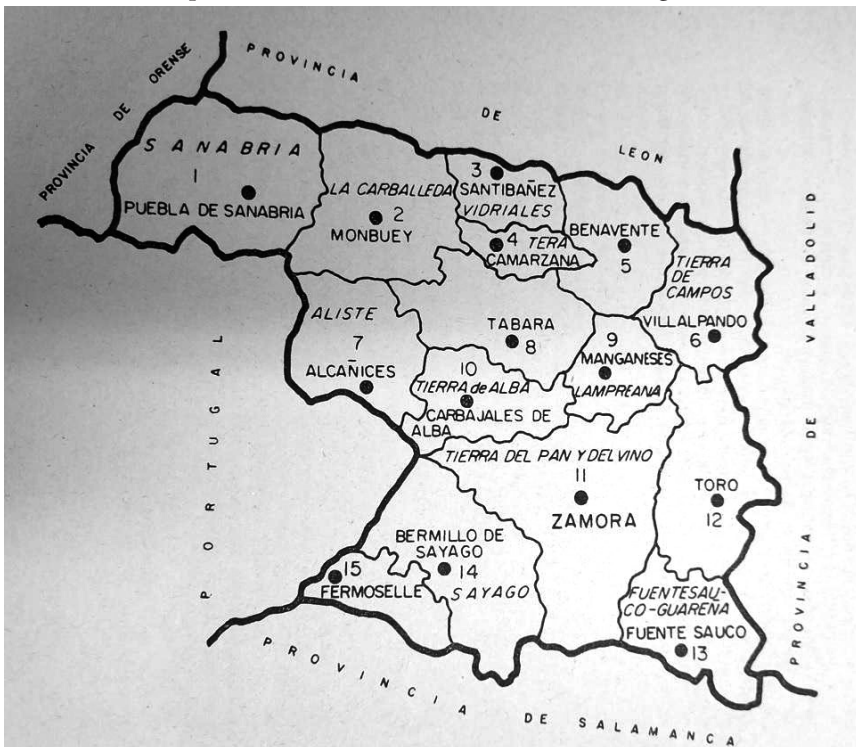 PROVINCIA DE ORENSE
PROVINCIA DE LEON
SANABRIA
1
PUEBLA DE SANABRIA
LA CARBALLEDA
2
MONBUEY
3
SANTIBAÑEZ
VIDRIALES
4 TERA
CAMARZANA
BENAVENTE
5
TIERRA
DE
CAMPOS
VILLALPANDO
6
ALISTE
7
ALCAÑICES
TABARA
8
9
MANGANESES
LAMPREANA
10
TIERRA de ALBA
CARBAJALES DE
ALBA
TIERRA DEL PAN Y DEL VINO
11
ZAMORA
TORO
12
BERMILLO DE
SAYAGO
14
SAYAGO
15
FERMOSELLE
FUENTESAU-
CO-GUAREÑA
FUENTE SAUCO
13
PORTUGAL
PROVINCIA DE VALLADOLID
PROVINCIA DE SALAMANCA